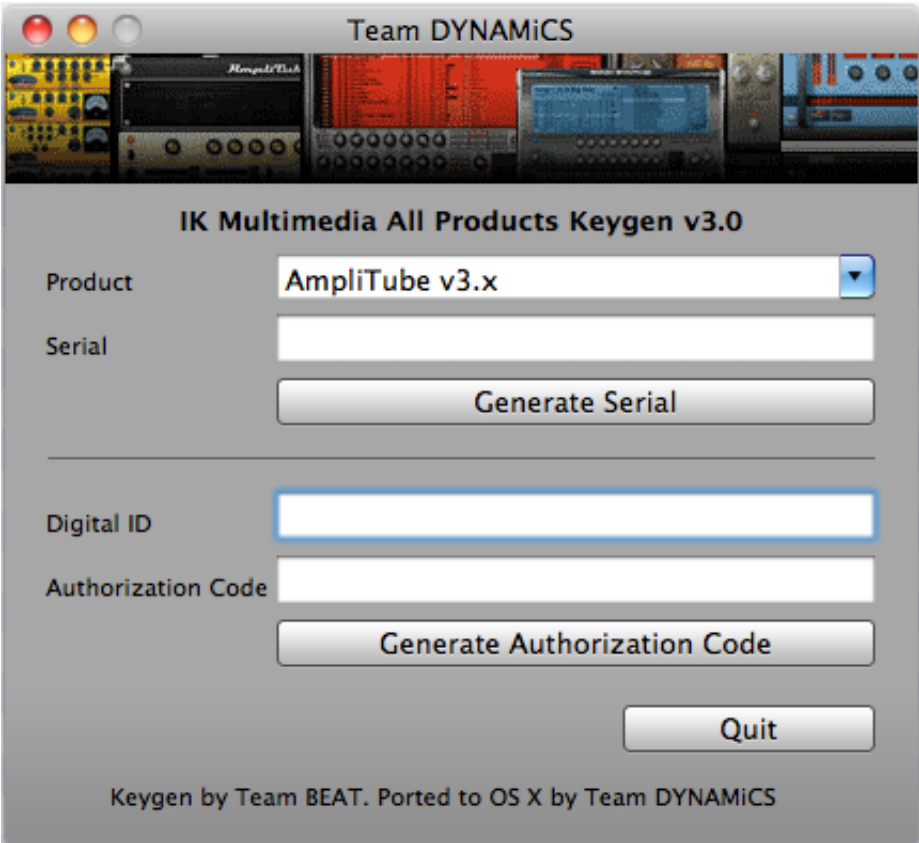 Team DYNAMiCS
AmpliTube
IK Multimedia All Products Keygen v3.0
Product
AmpliTube v3.x
Serial
Generate Serial
Digital ID
Authorization Code
Generate Authorization Code
Quit
Keygen by Team BEAT. Ported to OS X by Team DYNAMiCS